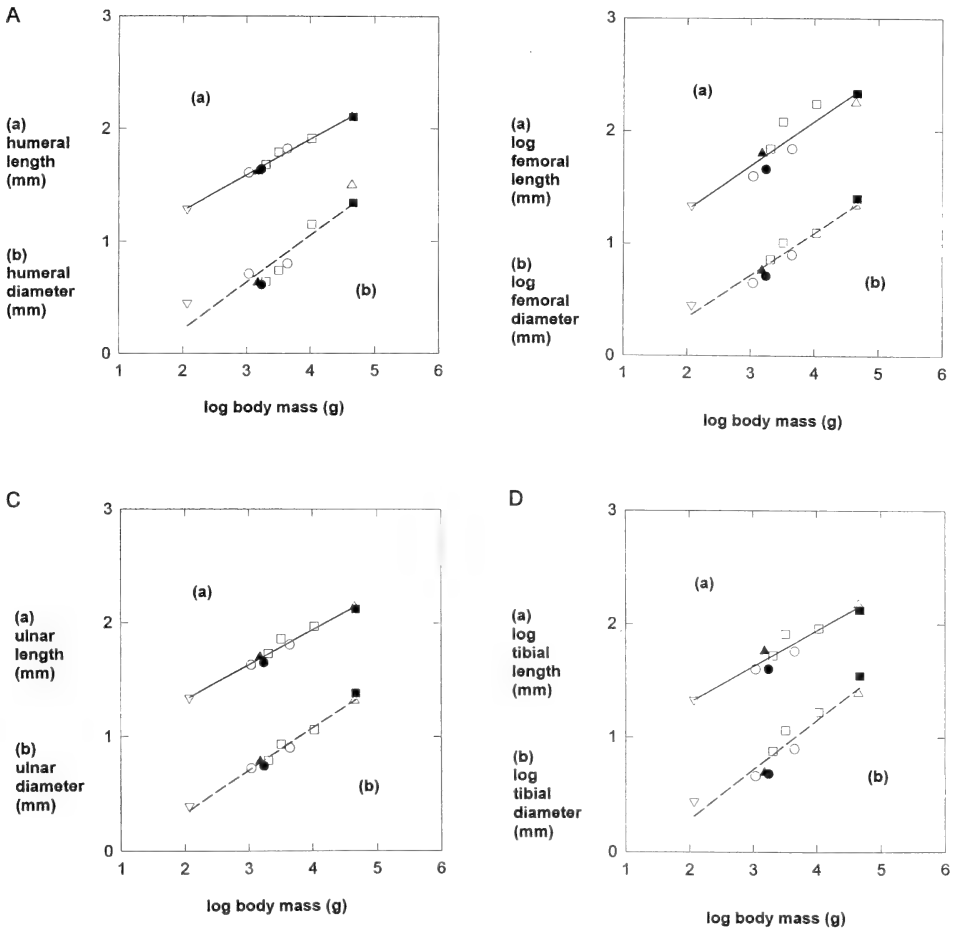 A
3
2
1
0
(a)
humeral
length
(mm)
(b)
humeral
diameter
(mm)
(a)
(b)
1 2 3 4 5 6
log body mass (g)
3
2
1
0
(a)
log
femoral
length
(mm)
(b)
log
femoral
diameter
(mm)
(a)
(b)
1 2 3 4 5 6
log body mass (g)
C
3
2
1
0
(a)
ulnar
length
(mm)
(b)
ulnar
diameter
(mm)
(a)
(b)
1 2 3 4 5 6
log body mass (g)
D
3
2
1
0
(a)
log
tibial
length
(mm)
(b)
log
tibial
diameter
(mm)
(a)
(b)
1 2 3 4 5 6
log body mass (g)